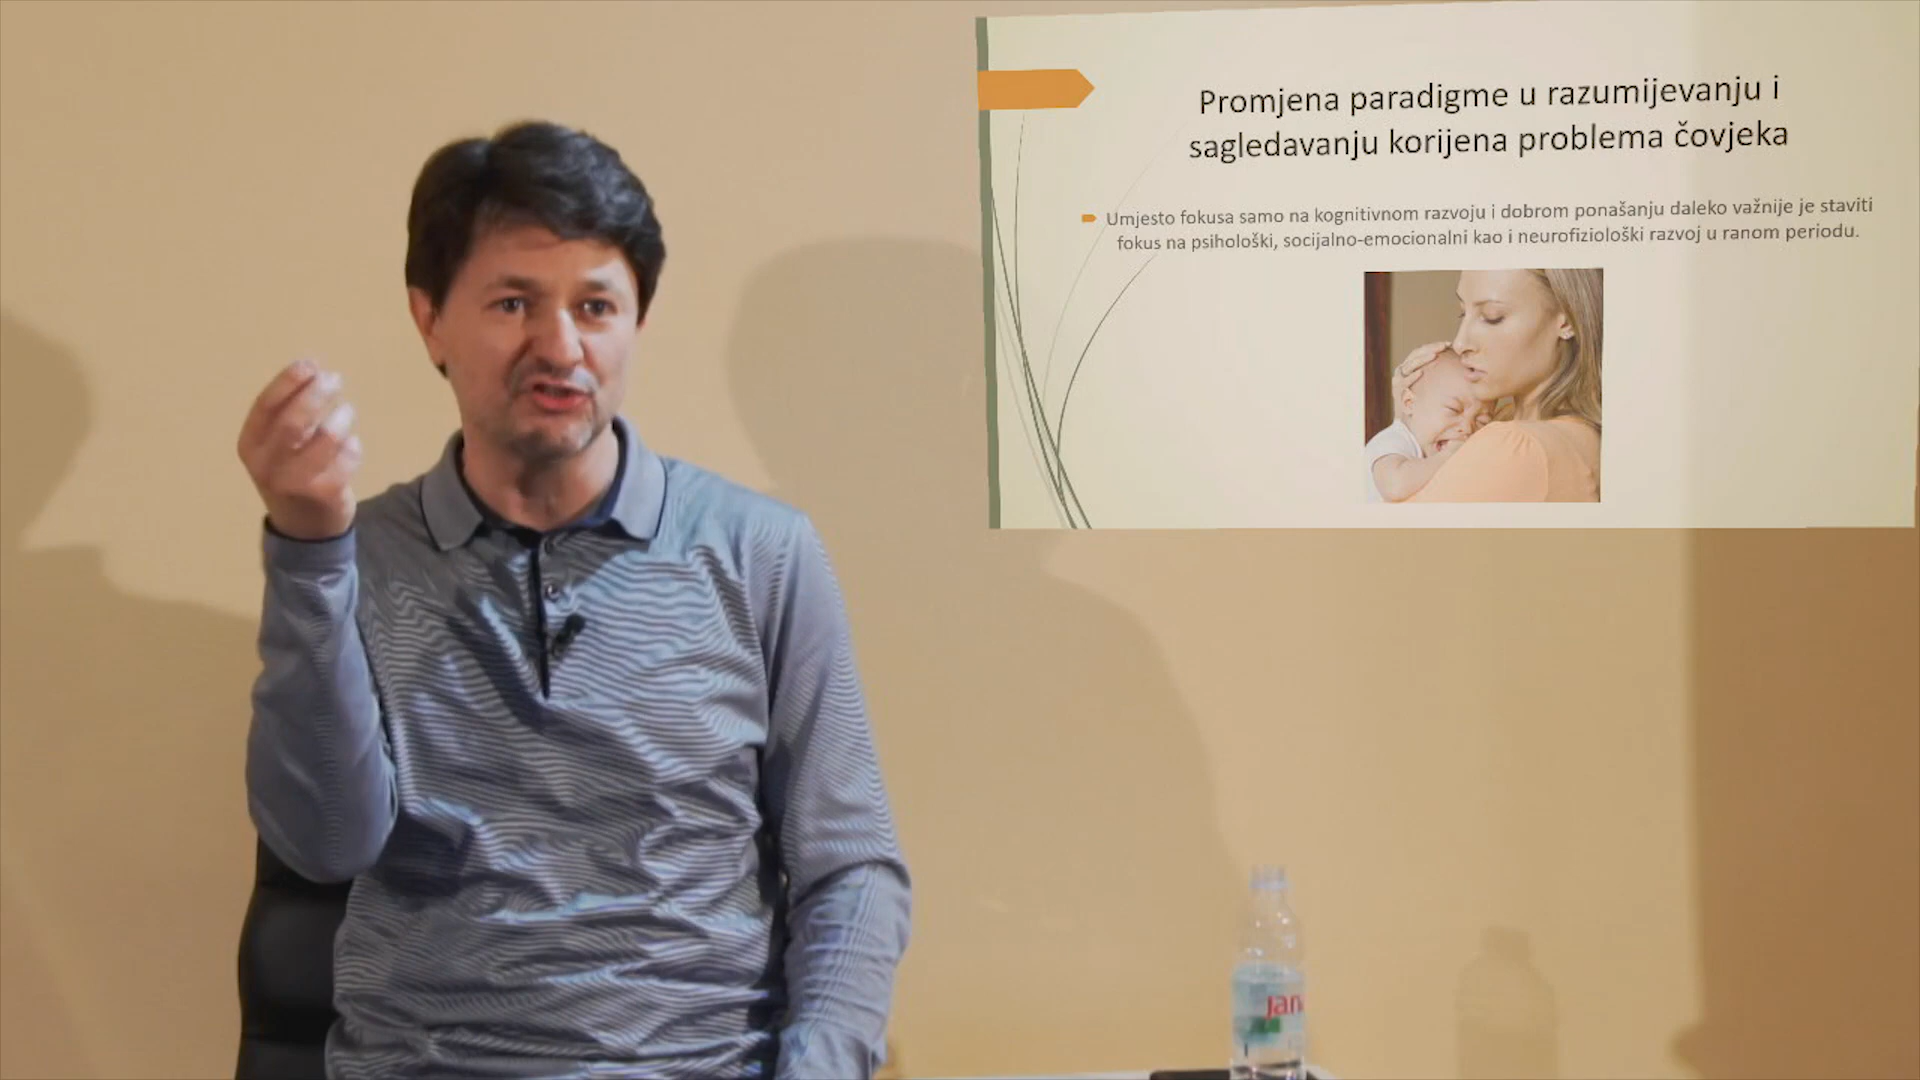 Promjena paradigme u razumijevanju i
sagledavanju korijena problema čovjeka
Umjesto fokusa samo na kognitivnom razvoju i dobrom ponašanju daleko važnije je staviti
fokus na psihološki, socijalno-emocionalni kao i neurofiziološki razvoj u ranom periodu.
Jan